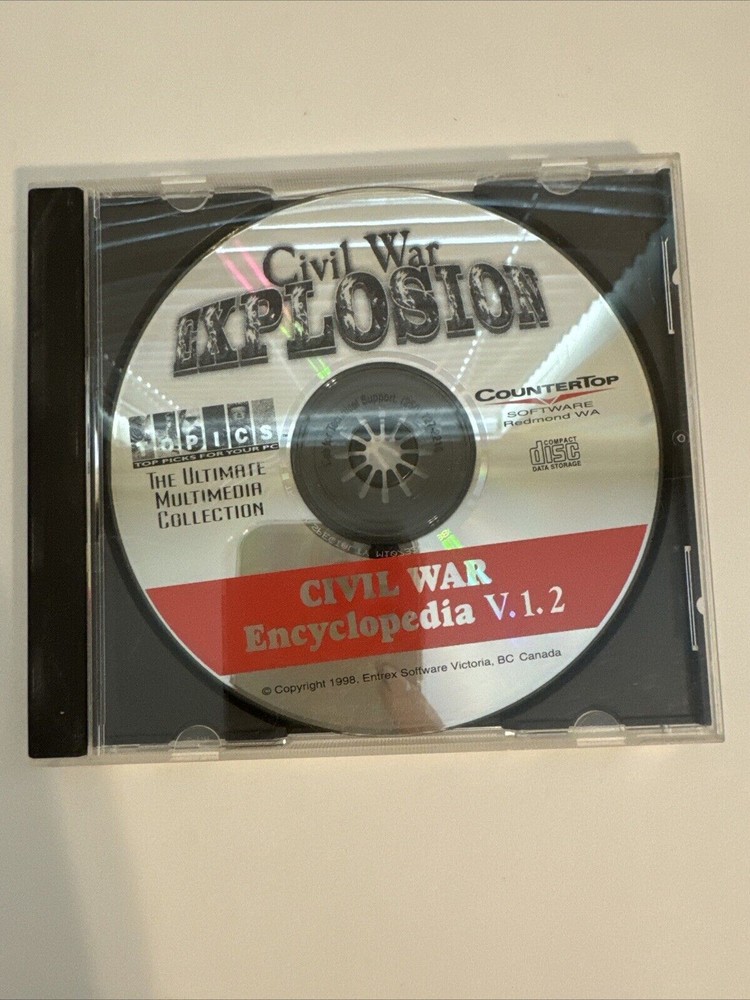 Civil War
EXPLOSION
TOPICS
TOP PICKS FOR YOUR PC
THE ULTIMATE
MULTIMEDIA
COLLECTION
COUNTERTOP
SOFTWARE
Redmond WA
COMPACT
disc
DATA STORAGE
Support
CIVIL WAR
Encyclopedia V.1.2
© Copyright 1998. Entrex Software Victoria, BC Canada